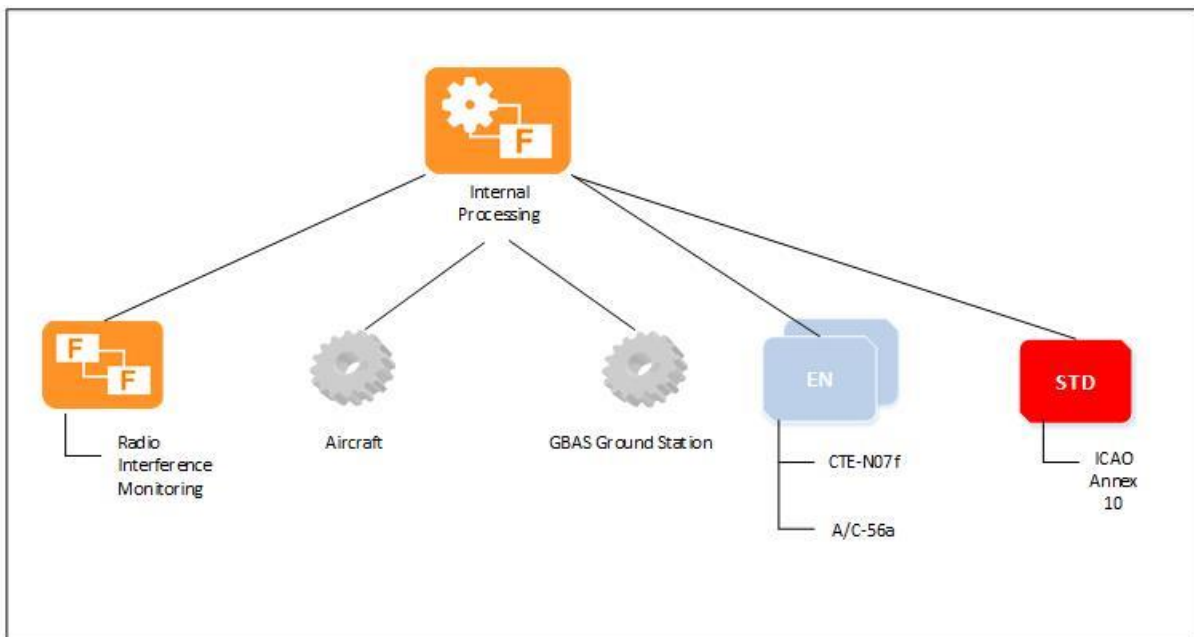 F
Internal
Processing
F
F
EN
STD
Radio
Interference
Monitoring
Aircraft
GBAS Ground Station
CTE-N07f
A/C-56a
ICAO
Annex
10